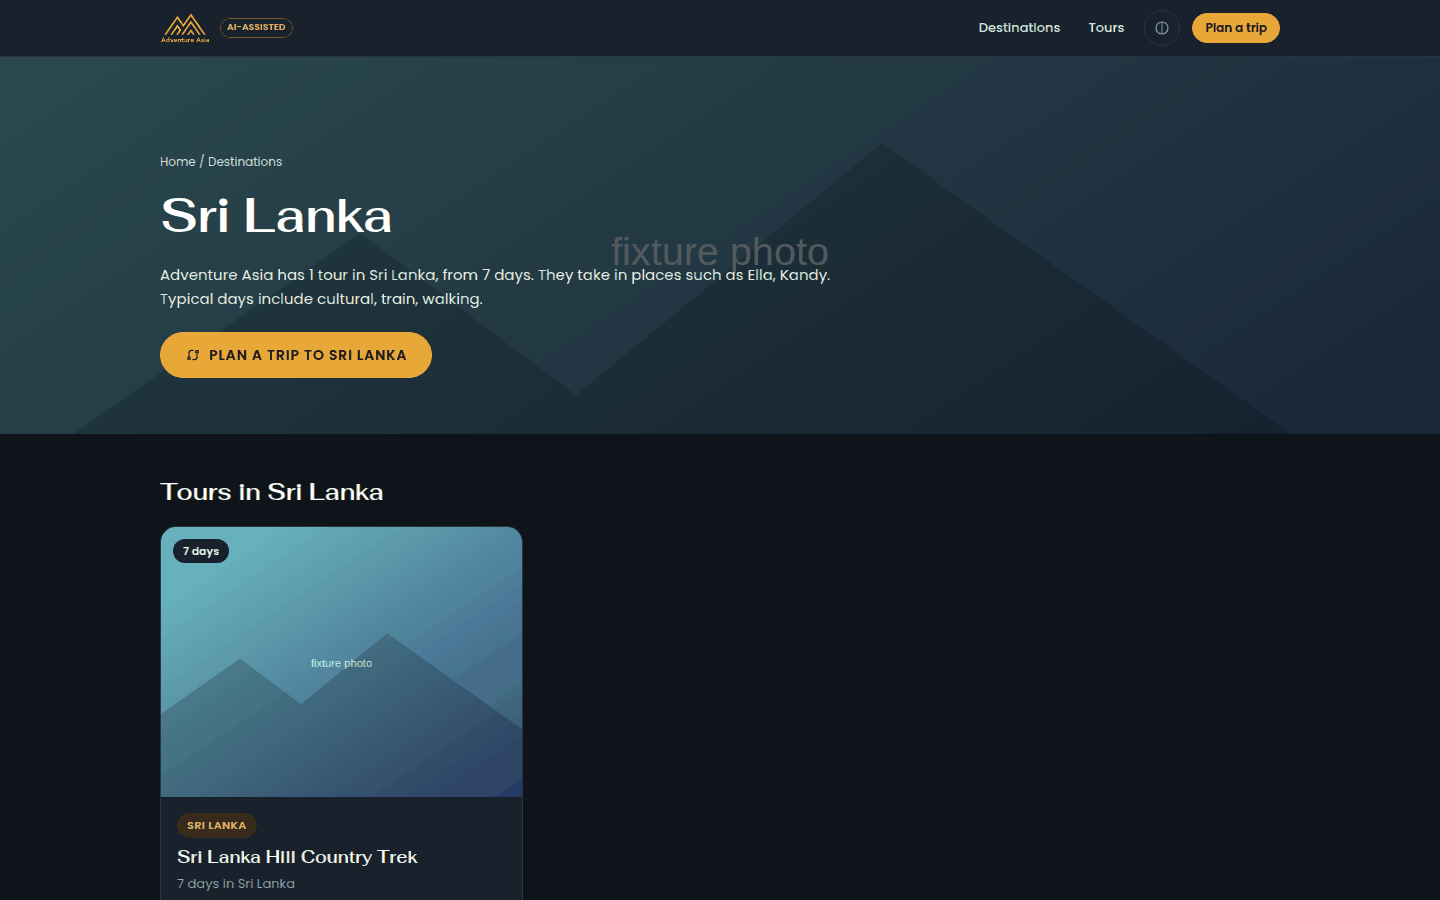 Adventure Asia
AI-ASSISTED
Destinations
Tours
Plan a trip
Home / Destinations
Sri Lanka
fixture photo
Adventure Asia has 1 tour in Sri Lanka, from 7 days. They take in places such as Ella, Kandy.
Typical days include cultural, train, walking.
PLAN A TRIP TO SRI LANKA
Tours in Sri Lanka
7 days
fixture photo
SRI LANKA
Sri Lanka Hill Country Trek
7 days in Sri Lanka